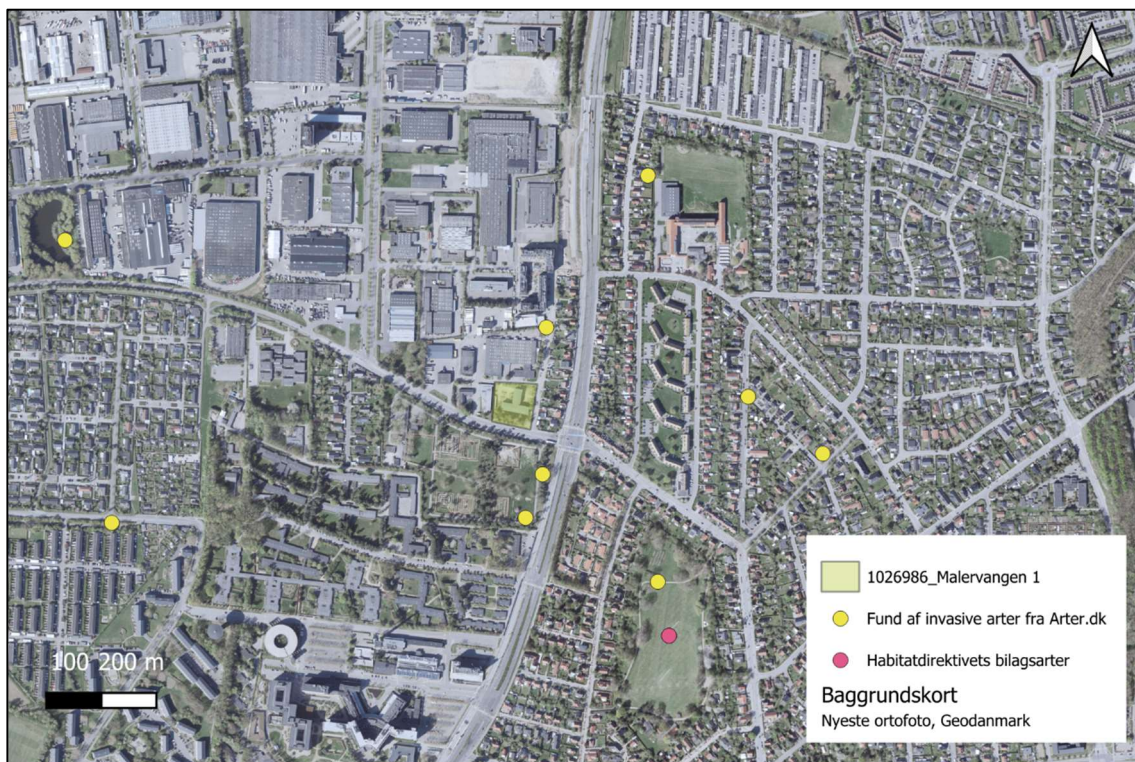 100 200 m
1026986_Malervangen 1
Fund af invasive arter fra Arter.dk
Habitatdirektivets bilagsarter
Baggrundskort
Nyeste ortofoto, Geodanmark